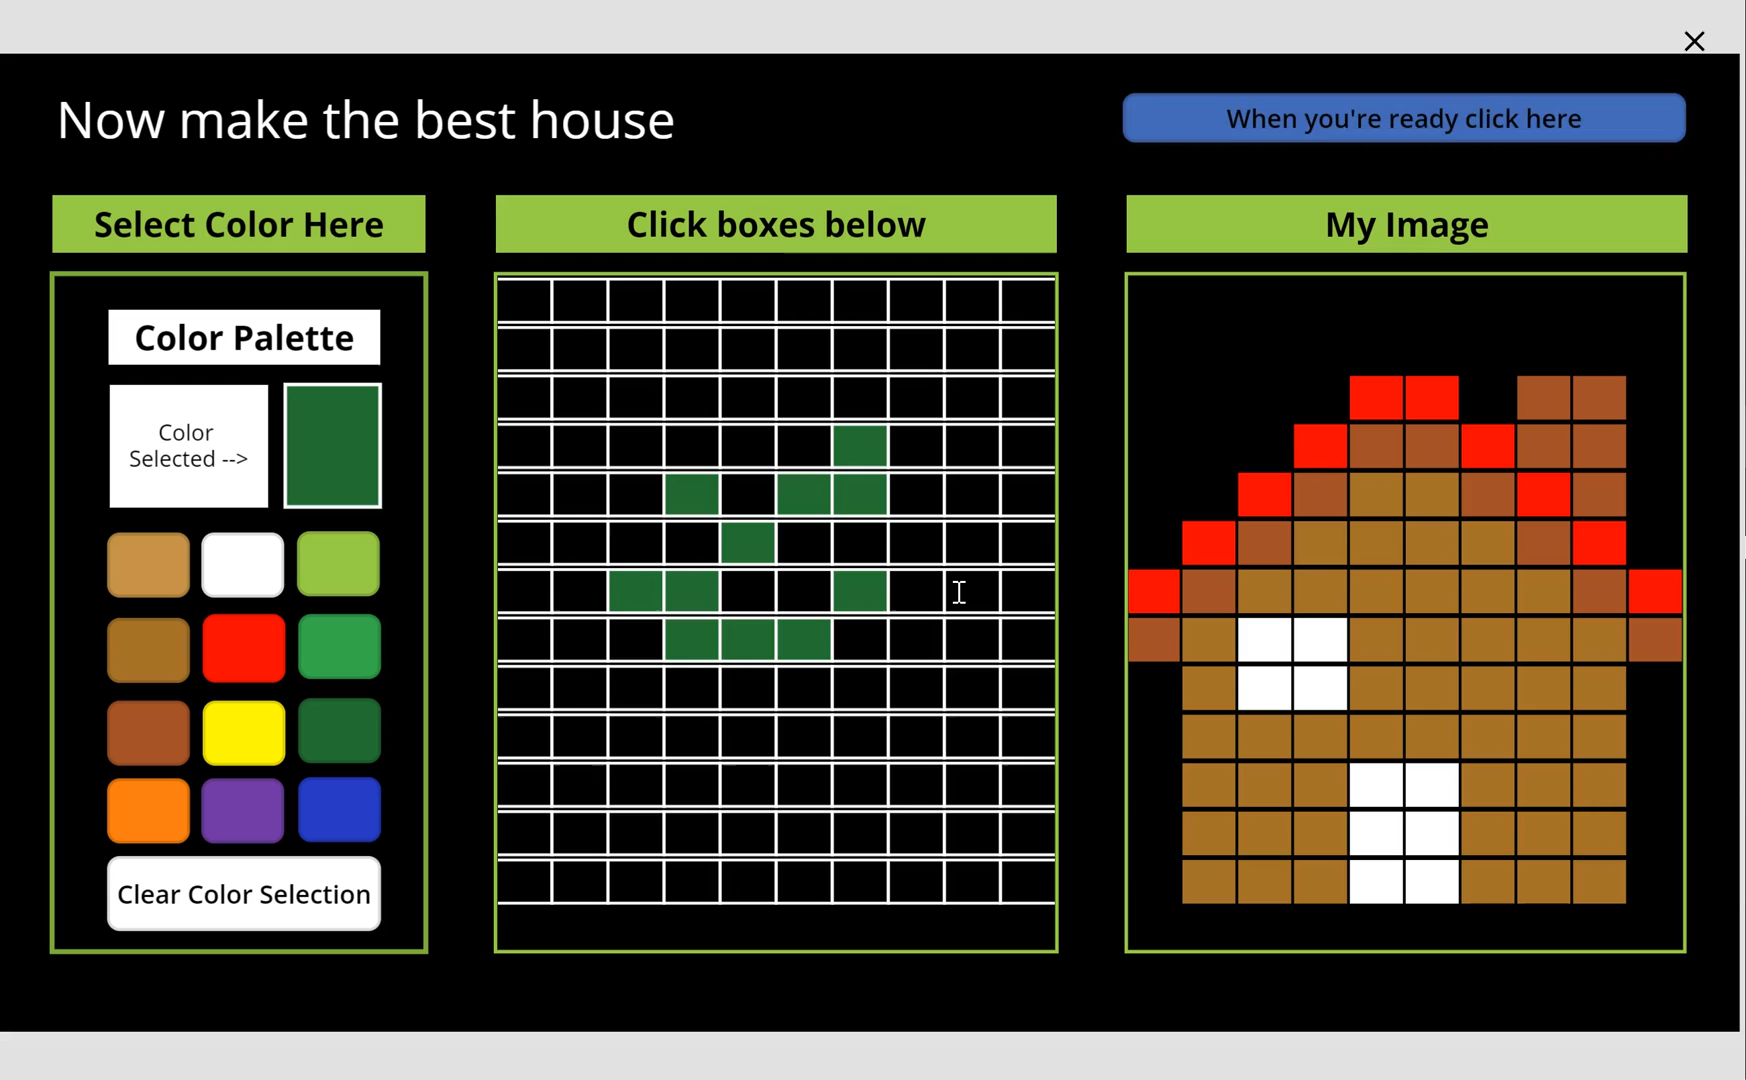 Now make the best house
When you're ready click here
Select Color Here
Click boxes below
My Image
Color Palette
Color
Selected -->
Clear Color Selection